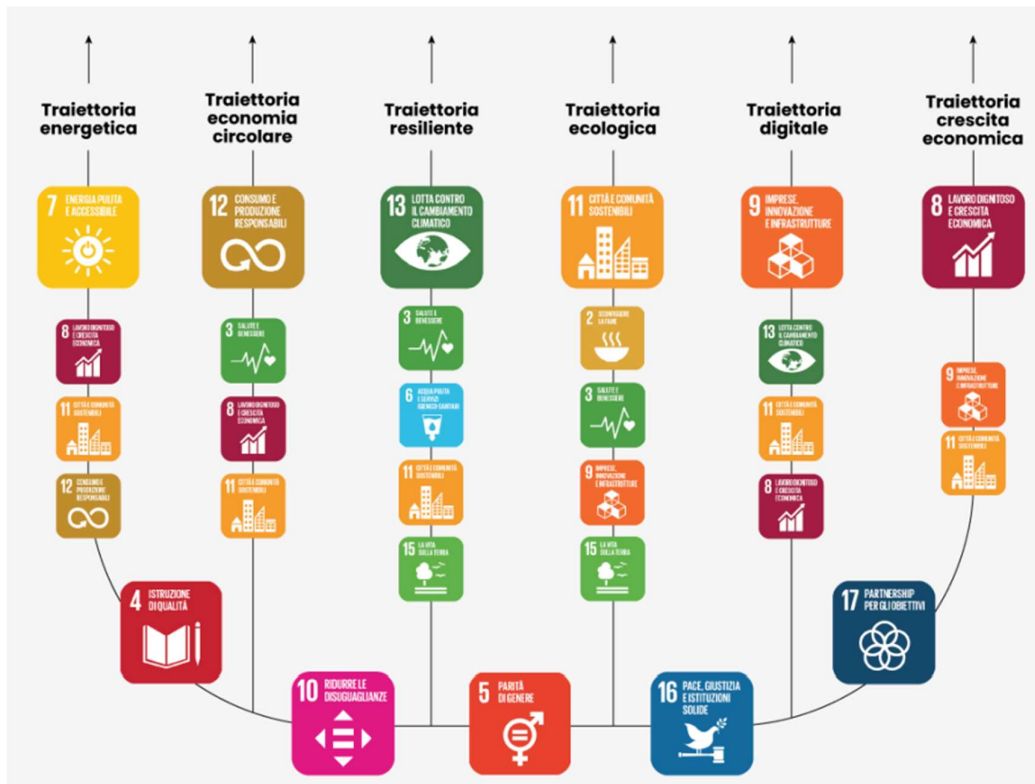 Traiettoria
energetica
Traiettoria
economia
circolare
Traiettoria
resiliente
Traiettoria
ecologica
Traiettoria
digitale
Traiettoria
crescita
economica
7 ENERGIA PULITA
E ACCESSIBILE
12 CONSUMO E
PRODUZIONE
RESPONSABILI
13 LOTTA CONTRO
IL CAMBIAMENTO
CLIMATICO
11 CITTÀ E COMUNITÀ
SOSTENIBILI
9 IMPRESE,
INNOVAZIONE
E INFRASTRUTTURE
8 LAVORO DIGNITOSO
E CRESCITA
ECONOMICA
8 LAVORO DIGNITOSO
E CRESCITA
ECONOMICA
11 CITTÀ E COMUNITÀ
SOSTENIBILI
12 CONSUMO E
PRODUZIONE
RESPONSABILI
3 SALUTE E
BENESSERE
8 LAVORO DIGNITOSO
E CRESCITA
ECONOMICA
11 CITTÀ E COMUNITÀ
SOSTENIBILI
3 SALUTE E
BENESSERE
6 ACQUA PULITA
E SERVIZI
IGIENICO SANITARI
11 CITTÀ E COMUNITÀ
SOSTENIBILI
15 LA VITA
SULLA TERRA
2 SCONFIGGERE
LA FAME
3 SALUTE E
BENESSERE
9 IMPRESE,
INNOVAZIONE
E INFRASTRUTTURE
15 LA VITA
SULLA TERRA
13 LOTTA CONTRO
IL CAMBIAMENTO
CLIMATICO
11 CITTÀ E COMUNITÀ
SOSTENIBILI
8 LAVORO DIGNITOSO
E CRESCITA
ECONOMICA
9 IMPRESE,
INNOVAZIONE
E INFRASTRUTTURE
11 CITTÀ E COMUNITÀ
SOSTENIBILI
4 ISTRUZIONE
DI QUALITÀ
10 RIDURRE LE
DISUGUAGLIANZE
5 PARITÀ
DI GENERE
16 PACE, GIUSTIZIA
E ISTITUZIONI
SOLIDE
17 PARTNERSHIP
PER GLI OBIETTIVI